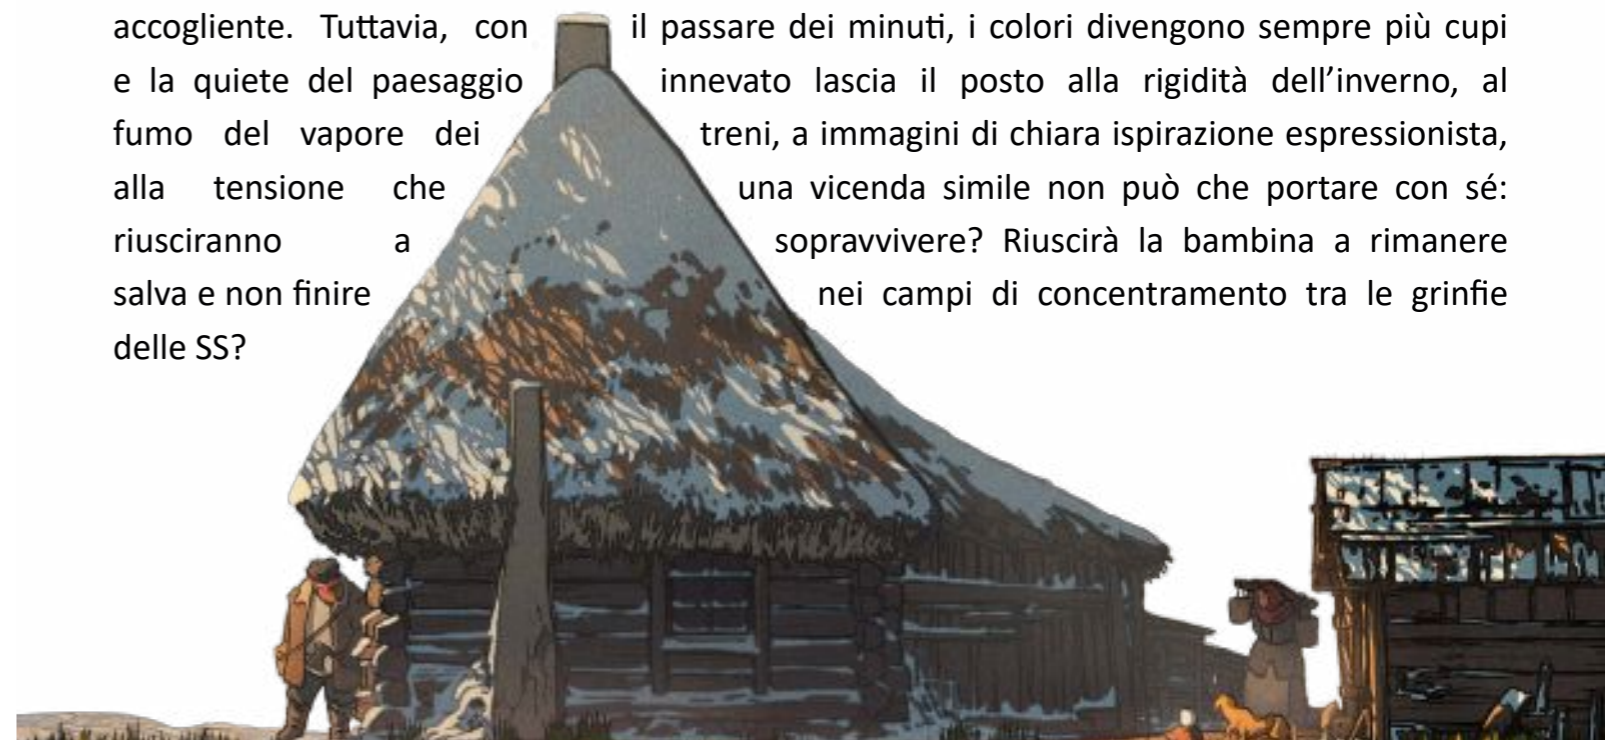 accogliente. Tuttavia, con il passare dei minuti, i colori divengono sempre più cupi
e la quiete del paesaggio innevato lascia il posto alla rigidità dell’inverno, al
fumo del vapore dei treni, a immagini di chiara ispirazione espressionista,
alla tensione che una vicenda simile non può che portare con sé:
riusciranno a sopravvivere? Riuscirà la bambina a rimanere
salva e non finire nei campi di concentramento tra le grinfie
delle SS?